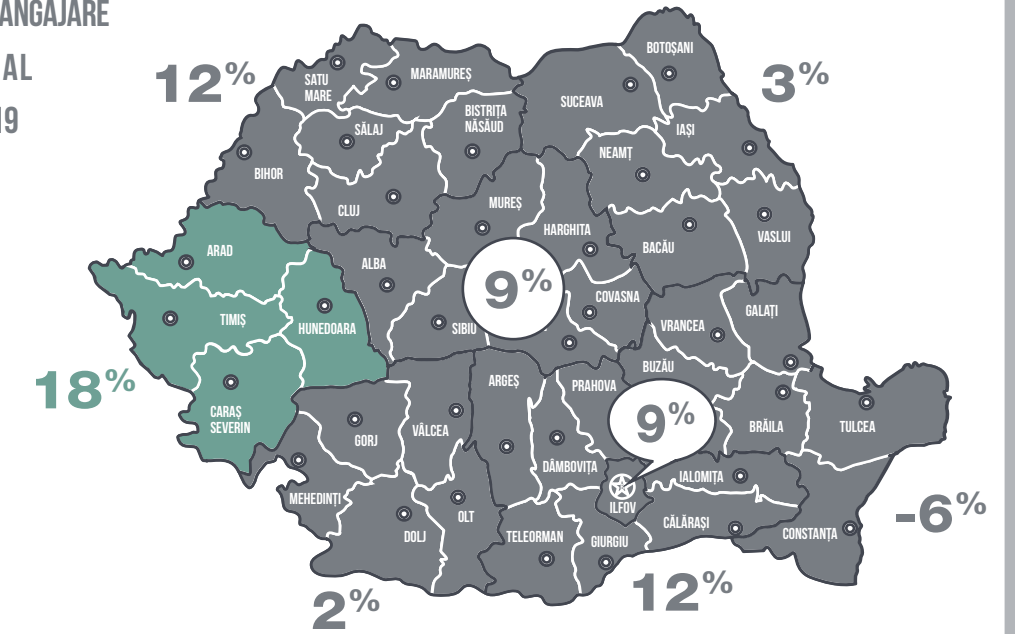 ANGAJARE
AL
19
12%
3%
18%
9%
9%
-6%
12%
2%
SATU
MARE
MARAMUREȘ
BOTOȘANI
SUCEAVA
SĂLAJ
BISTRIȚA
NĂSĂUD
IAȘI
NEAMȚ
BIHOR
CLUJ
MUREȘ
HARGHITA
BACĂU
VASLUI
ARAD
ALBA
TIMIȘ
HUNEDOARA
SIBIU
COVASNA
VRANCEA
GALAȚI
CARAȘ
SEVERIN
GORJ
VÂLCEA
ARGEȘ
PRAHOVA
BUZĂU
BRĂILA
TULCEA
DÂMBOVIȚA
MEHEDINȚI
DOLJ
OLT
TELEORMAN
GIURGIU
ILFOV
IALOMIȚA
CĂLĂRAȘI
CONSTANȚA